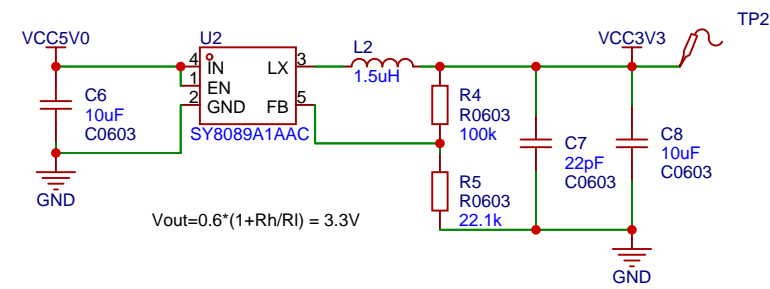 TP2
VCC5V0
U2
L2
VCC3V3
4 IN LX 3
1 EN
2 GND FB 5
SY8089A1AAC
1.5uH
C6
10uF
C0603
R4
R0603
100k
C7
22pF
C0603
C8
10uF
C0603
R5
R0603
22.1k
GND
Vout=0.6*(1+Rh/Rl) = 3.3V
GND